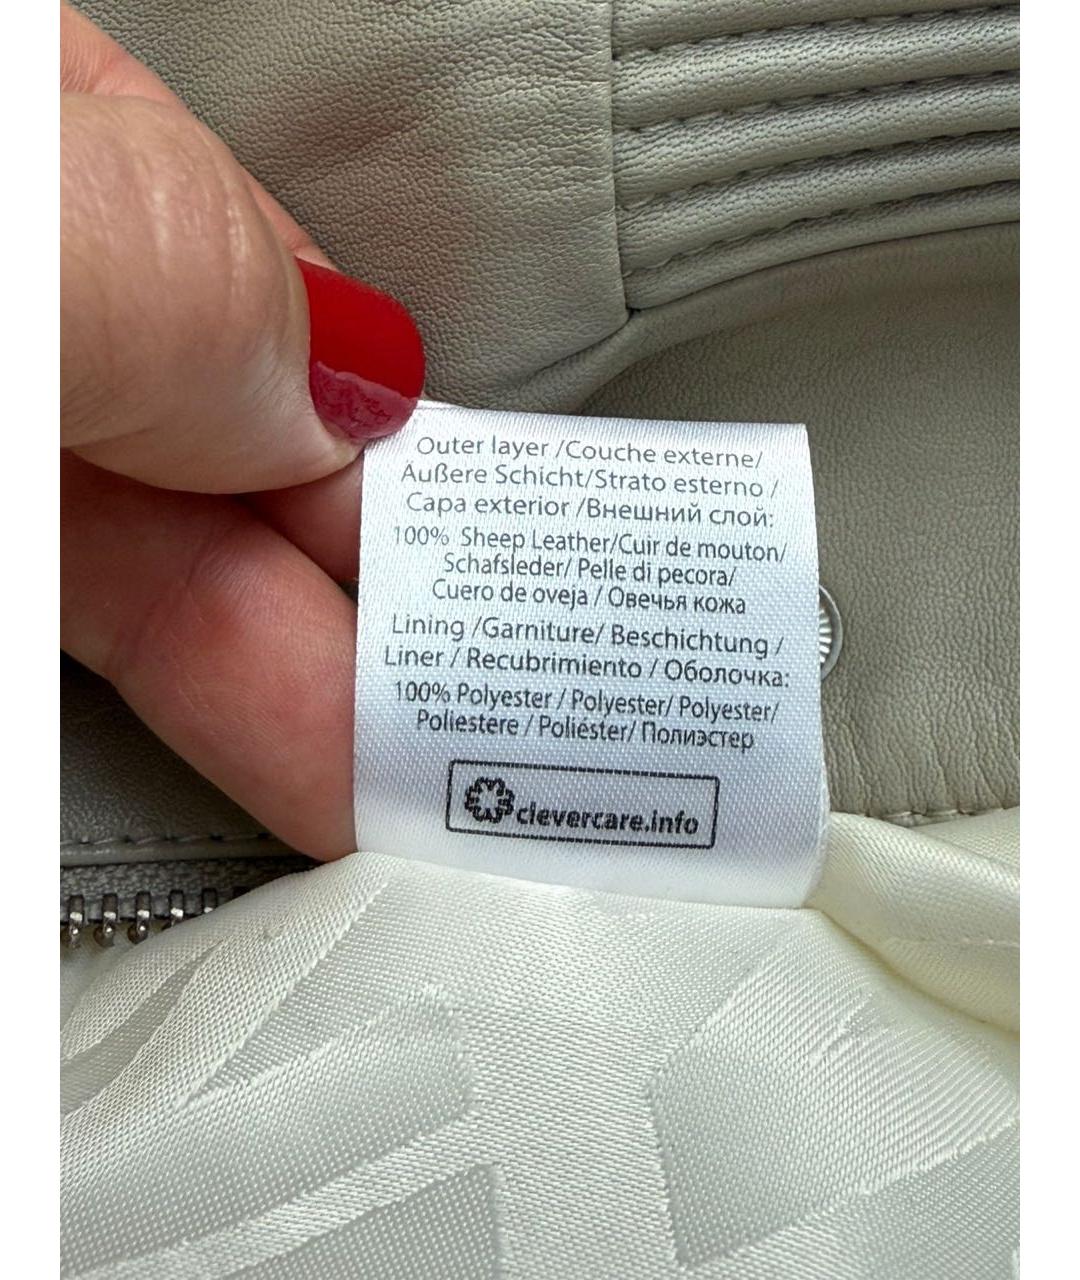 Outer layer /Couche externe/
Äußere Schicht/Strato esterno /
Capa exterior /Внешний слой:
100% Sheep Leather/Cuir de mouton/
Schafsleder/ Pelle di pecora/
Cuero de oveja / Овечья кожа
Lining /Garniture/ Beschichtung /
Liner / Recubrimiento / Оболочка:
100% Polyester / Polyester/ Polyester/
Poliestere / Poliéster/ Полиэстер
clevercare.info